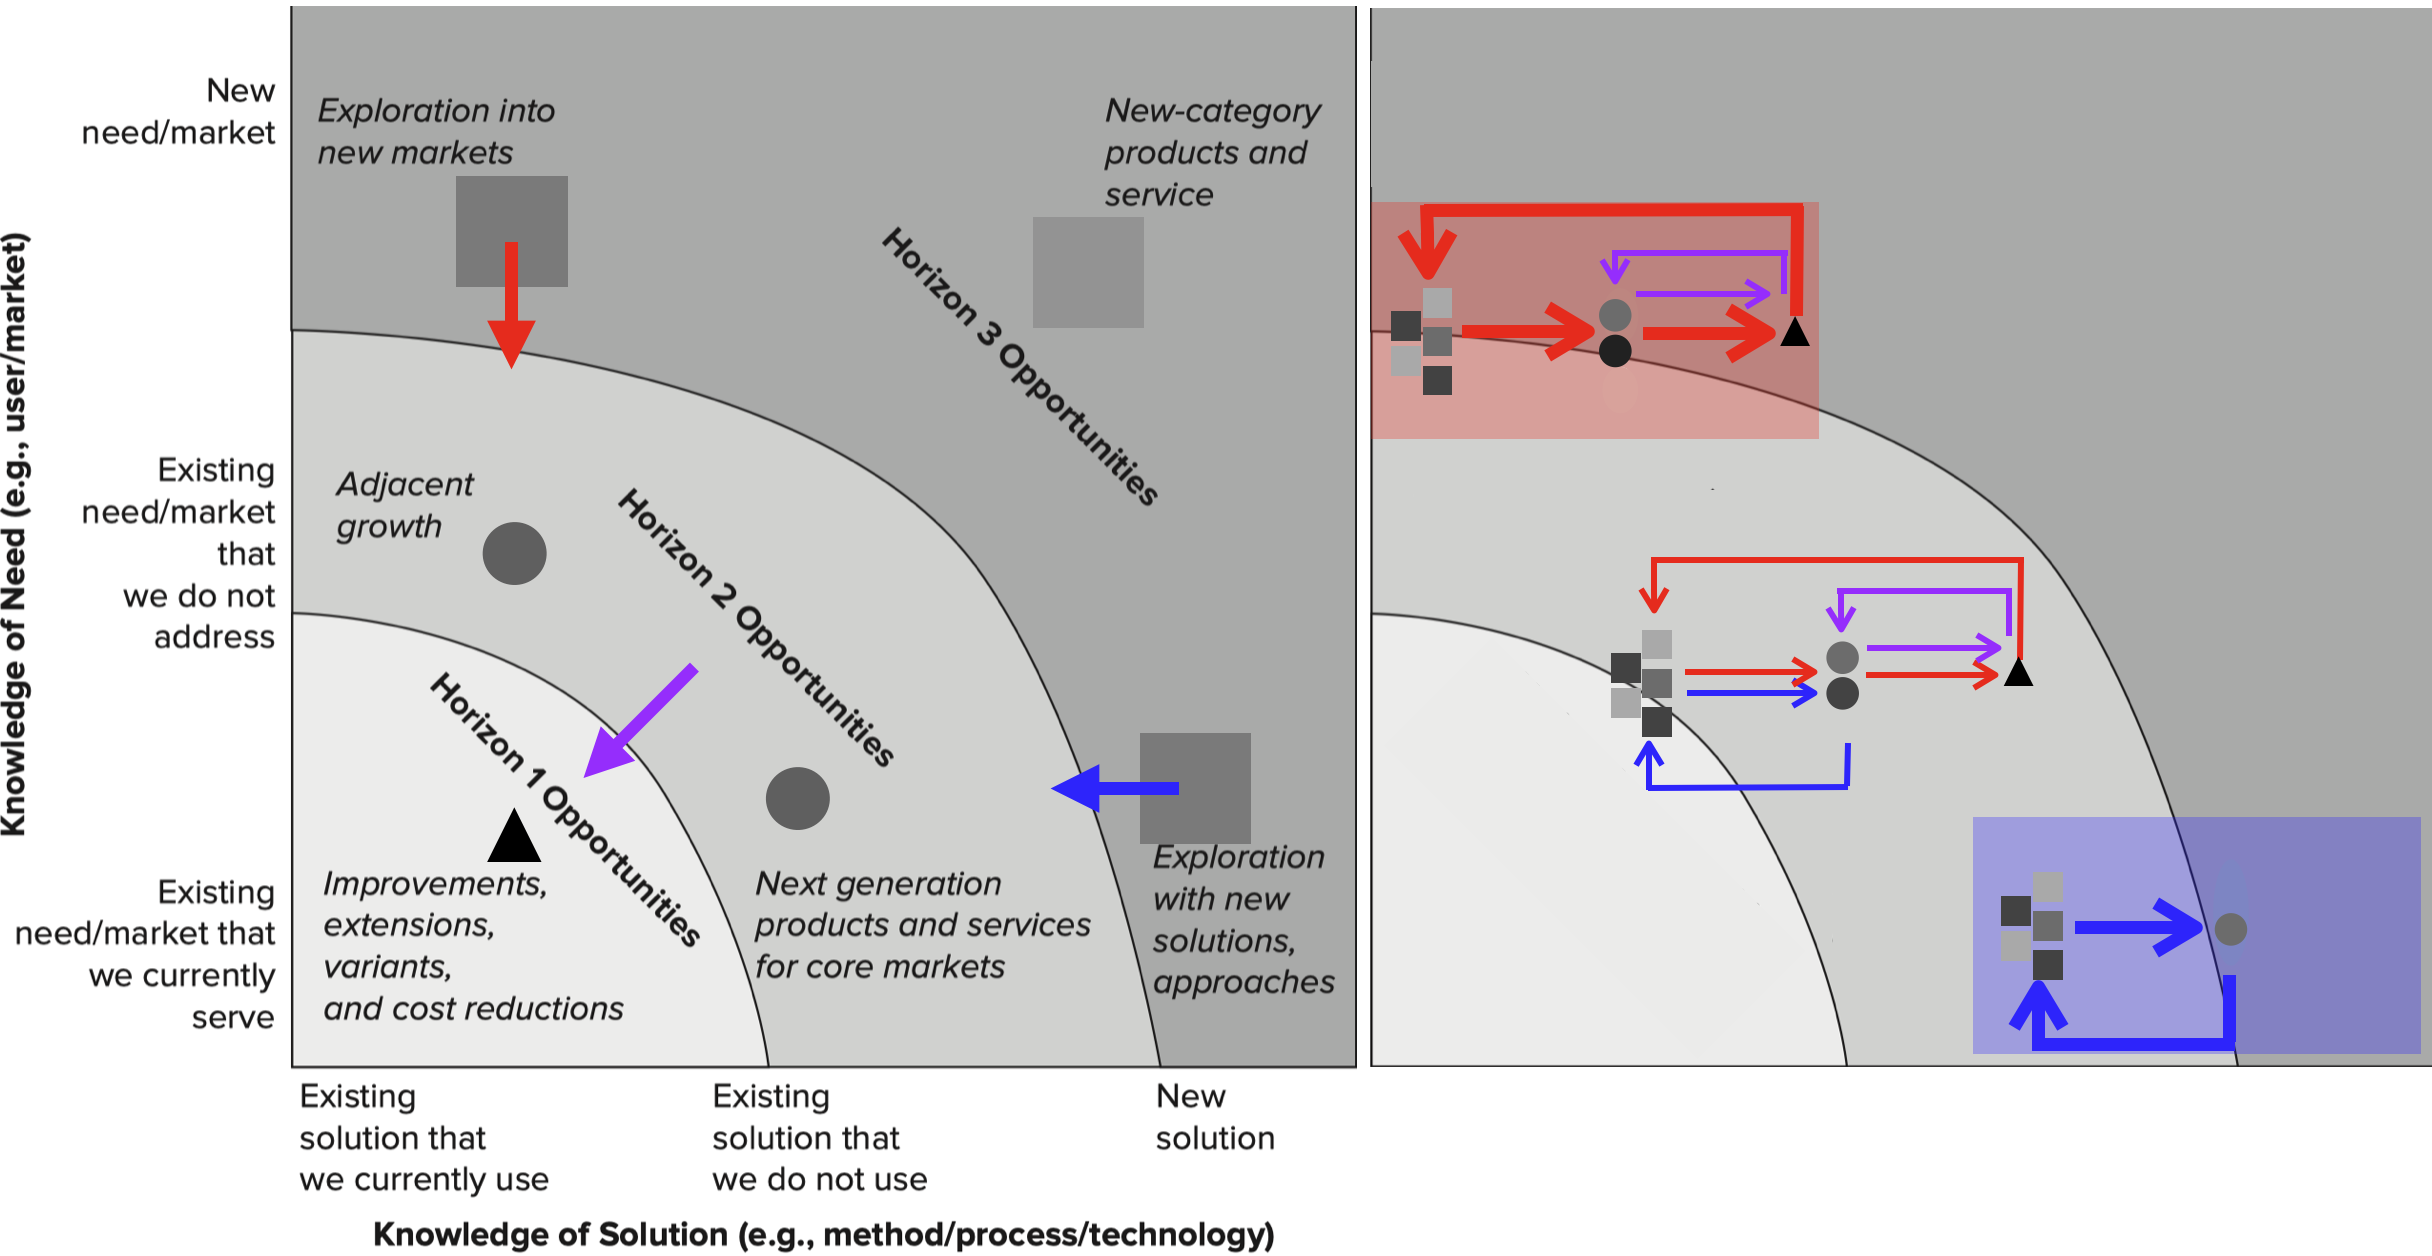 New
need/market
Existing
need/market
that
we do not
address
Existing
need/market that
we currently
serve
Knowledge of Need (e.g., user/market)
Exploration into
new markets
New-category
products and
service
Horizon 3 Opportunities
Adjacent
growth
Horizon 2 Opportunities
Horizon 1 Opportunities
Improvements,
extensions,
variants,
and cost reductions
Next generation
products and services
for core markets
Exploration
with new
solutions,
approaches
Existing
solution that
we currently use
Existing
solution that
we do not use
New
solution
Knowledge of Solution (e.g., method/process/technology)